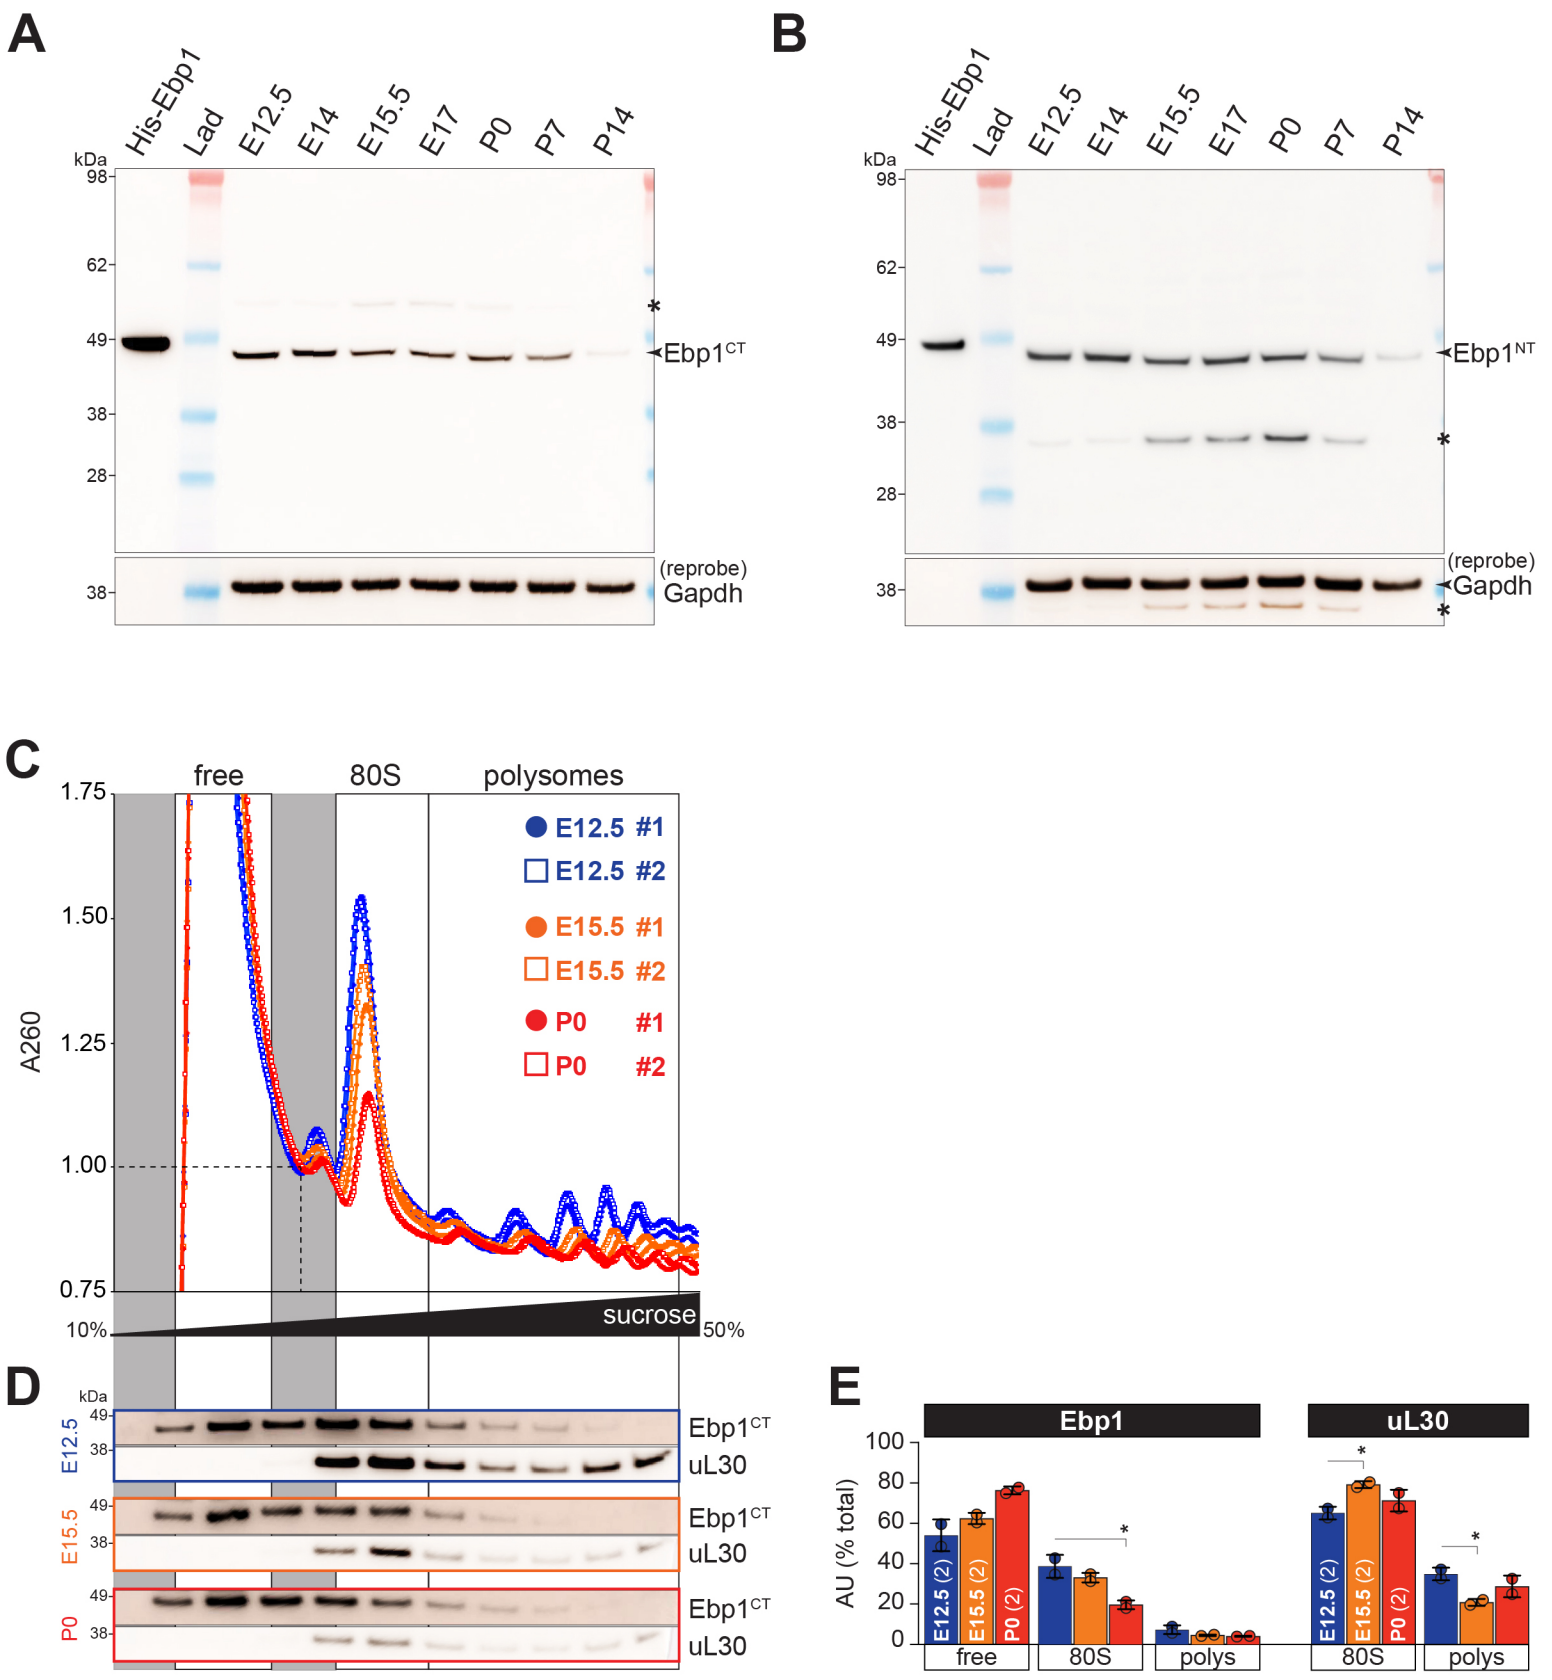 A
His-Ebp1 Lad E12.5 E14 E15.5 E17 P0 P7 P14
kDa
98
62
*
49
Ebp1CT
38
28
(reprobe)
38
Gapdh
B
His-Ebp1 Lad E12.5 E14 E15.5 E17 P0 P7 P14
kDa
98
62
49
Ebp1NT
38
*
28
(reprobe)
38
Gapdh
*
C
free 80S polysomes
1.75
1.50
1.25
1.00
0.75
A260
E12.5 #1
E12.5 #2
E15.5 #1
E15.5 #2
P0 #1
P0 #2
sucrose
10% 50%
D
kDa
E12.5
49 Ebp1CT
38 uL30
E15.5
49 Ebp1CT
38 uL30
P0
49 Ebp1CT
38 uL30
E
Ebp1 uL30
AU (% total)
100
80
60
40
20
0
* * *
E12.5 (2) E15.5 (2) P0 (2)
E12.5 (2) E15.5 (2) P0 (2)
free 80S polys 80S polys